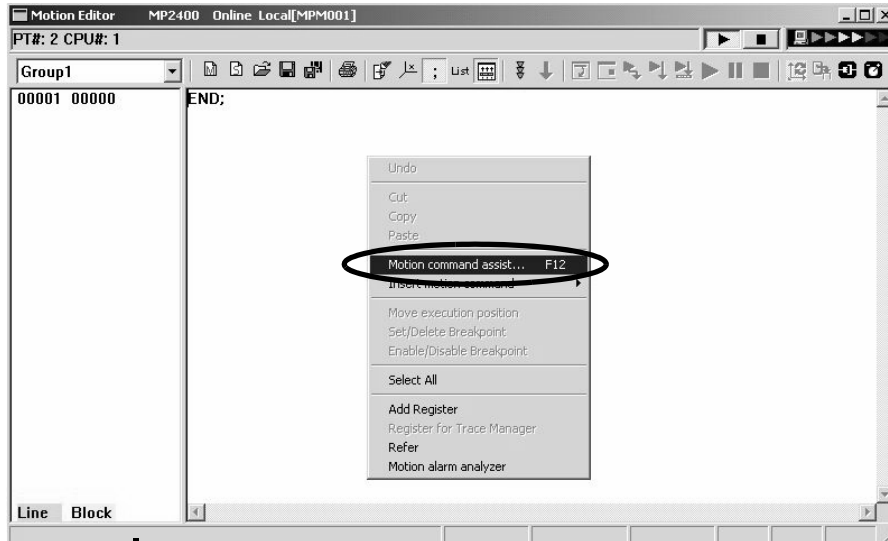 Motion Editor MP2400 Online Local[MPM001]
PT#: 2 CPU#: 1
Group1
List
00001 00000 END;
Undo
Cut
Copy
Paste
Motion command assist... F12
Insert motion command
Move execution position
Set/Delete Breakpoint
Enable/Disable Breakpoint
Select All
Add Register
Register for Trace Manager
Refer
Motion alarm analyzer
Line Block